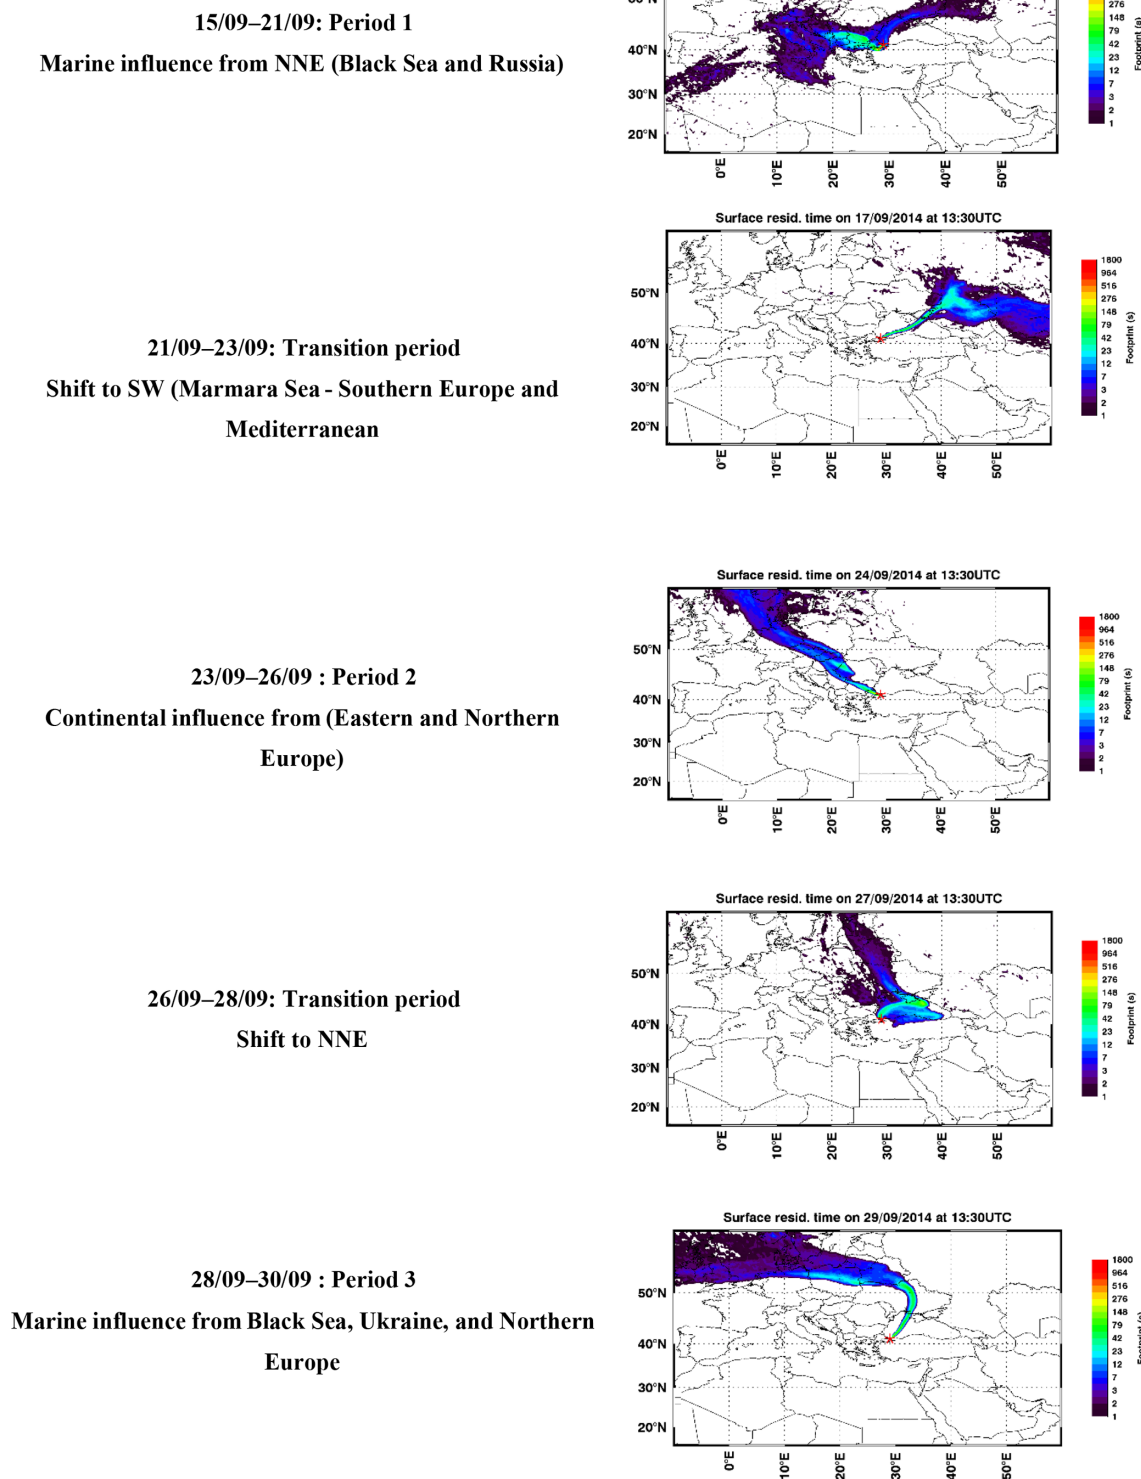 15/09–21/09: Period 1
Marine influence from NNE (Black Sea and Russia)
40°N
30°N
20°N
0°E
10°E
20°E
30°E
40°E
50°E
276
148
79
42
23
12
7
3
2
1
Footprint (s)
Surface resid. time on 17/09/2014 at 13:30UTC
21/09–23/09: Transition period
Shift to SW (Marmara Sea - Southern Europe and
Mediterranean
50°N
40°N
30°N
20°N
0°E
10°E
20°E
30°E
40°E
50°E
1800
964
516
276
148
79
42
23
12
7
3
2
1
Footprint (s)
Surface resid. time on 24/09/2014 at 13:30UTC
23/09–26/09 : Period 2
Continental influence from (Eastern and Northern
Europe)
50°N
40°N
30°N
20°N
0°E
10°E
20°E
30°E
40°E
50°E
1800
964
516
276
148
79
42
23
12
7
3
2
1
Footprint (s)
Surface resid. time on 27/09/2014 at 13:30UTC
26/09–28/09: Transition period
Shift to NNE
50°N
40°N
30°N
20°N
0°E
10°E
20°E
30°E
40°E
50°E
1800
964
516
276
148
79
42
23
12
7
3
2
1
Footprint (s)
Surface resid. time on 29/09/2014 at 13:30UTC
28/09–30/09 : Period 3
Marine influence from Black Sea, Ukraine, and Northern
Europe
50°N
40°N
30°N
20°N
0°E
10°E
20°E
30°E
40°E
50°E
1800
964
516
276
148
79
42
23
12
7
3
2
1
Footprint (s)